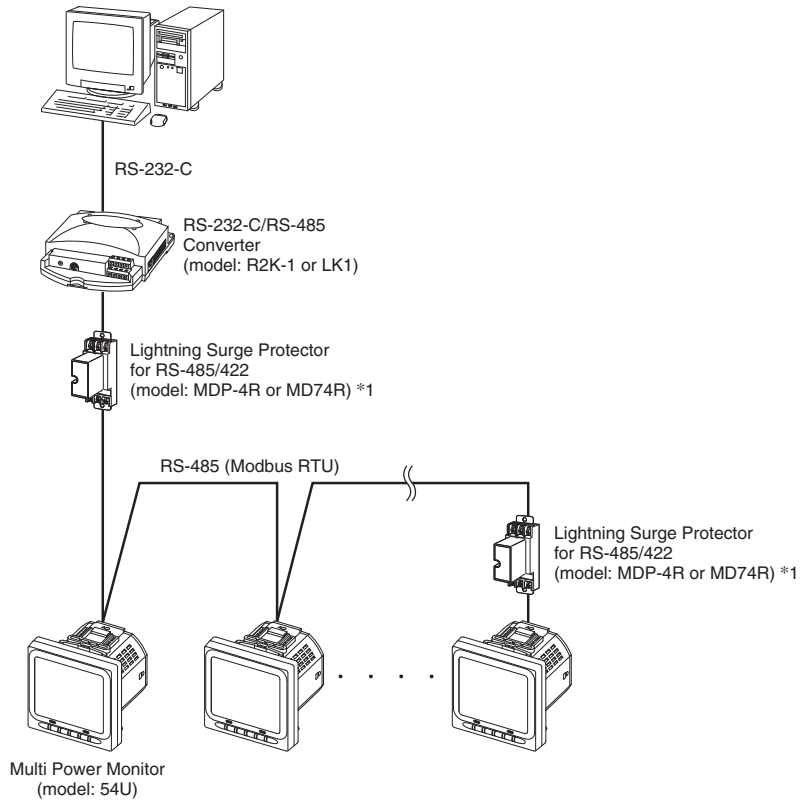 RS-232-C
RS-232-C/RS-485
Converter
(model: R2K-1 or LK1)
Lightning Surge Protector
for RS-485/422
(model: MDP-4R or MD74R) *1
RS-485 (Modbus RTU)
Lightning Surge Protector
for RS-485/422
(model: MDP-4R or MD74R) *1
Multi Power Monitor
(model: 54U)